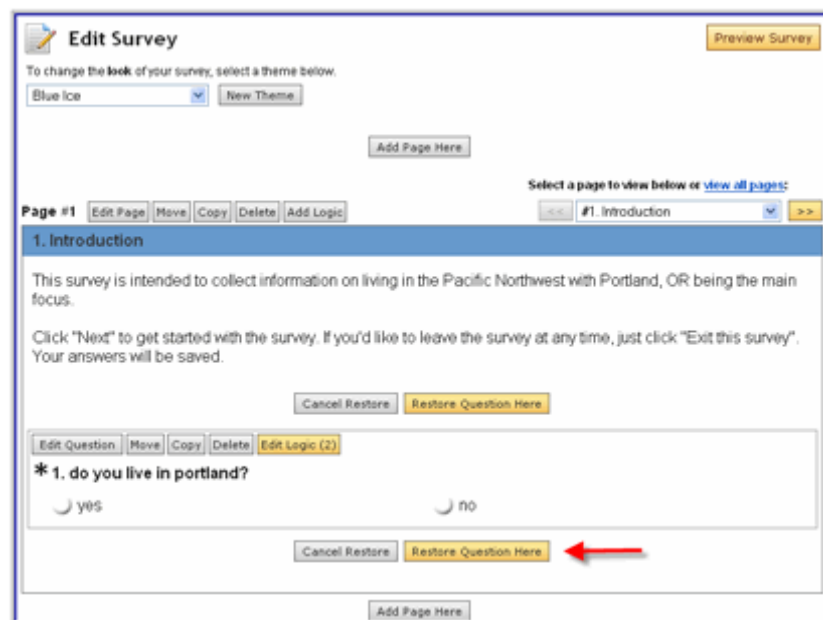 Edit Survey
Preview Survey
To change the look of your survey, select a theme below.
Blue Ice
New Theme
Add Page Here
Select a page to view below or view all pages:
Page #1 Edit Page Move Copy Delete Add Logic << #1. Introduction >>
1. Introduction
This survey is intended to collect information on living in the Pacific Northwest with Portland, OR being the main
focus.
Click "Next" to get started with the survey. If you'd like to leave the survey at any time, just click "Exit this survey".
Your answers will be saved.
Cancel Restore Restore Question Here
Edit Question Move Copy Delete Edit Logic (2)
* 1. do you live in portland?
yes no
Cancel Restore Restore Question Here
Add Page Here